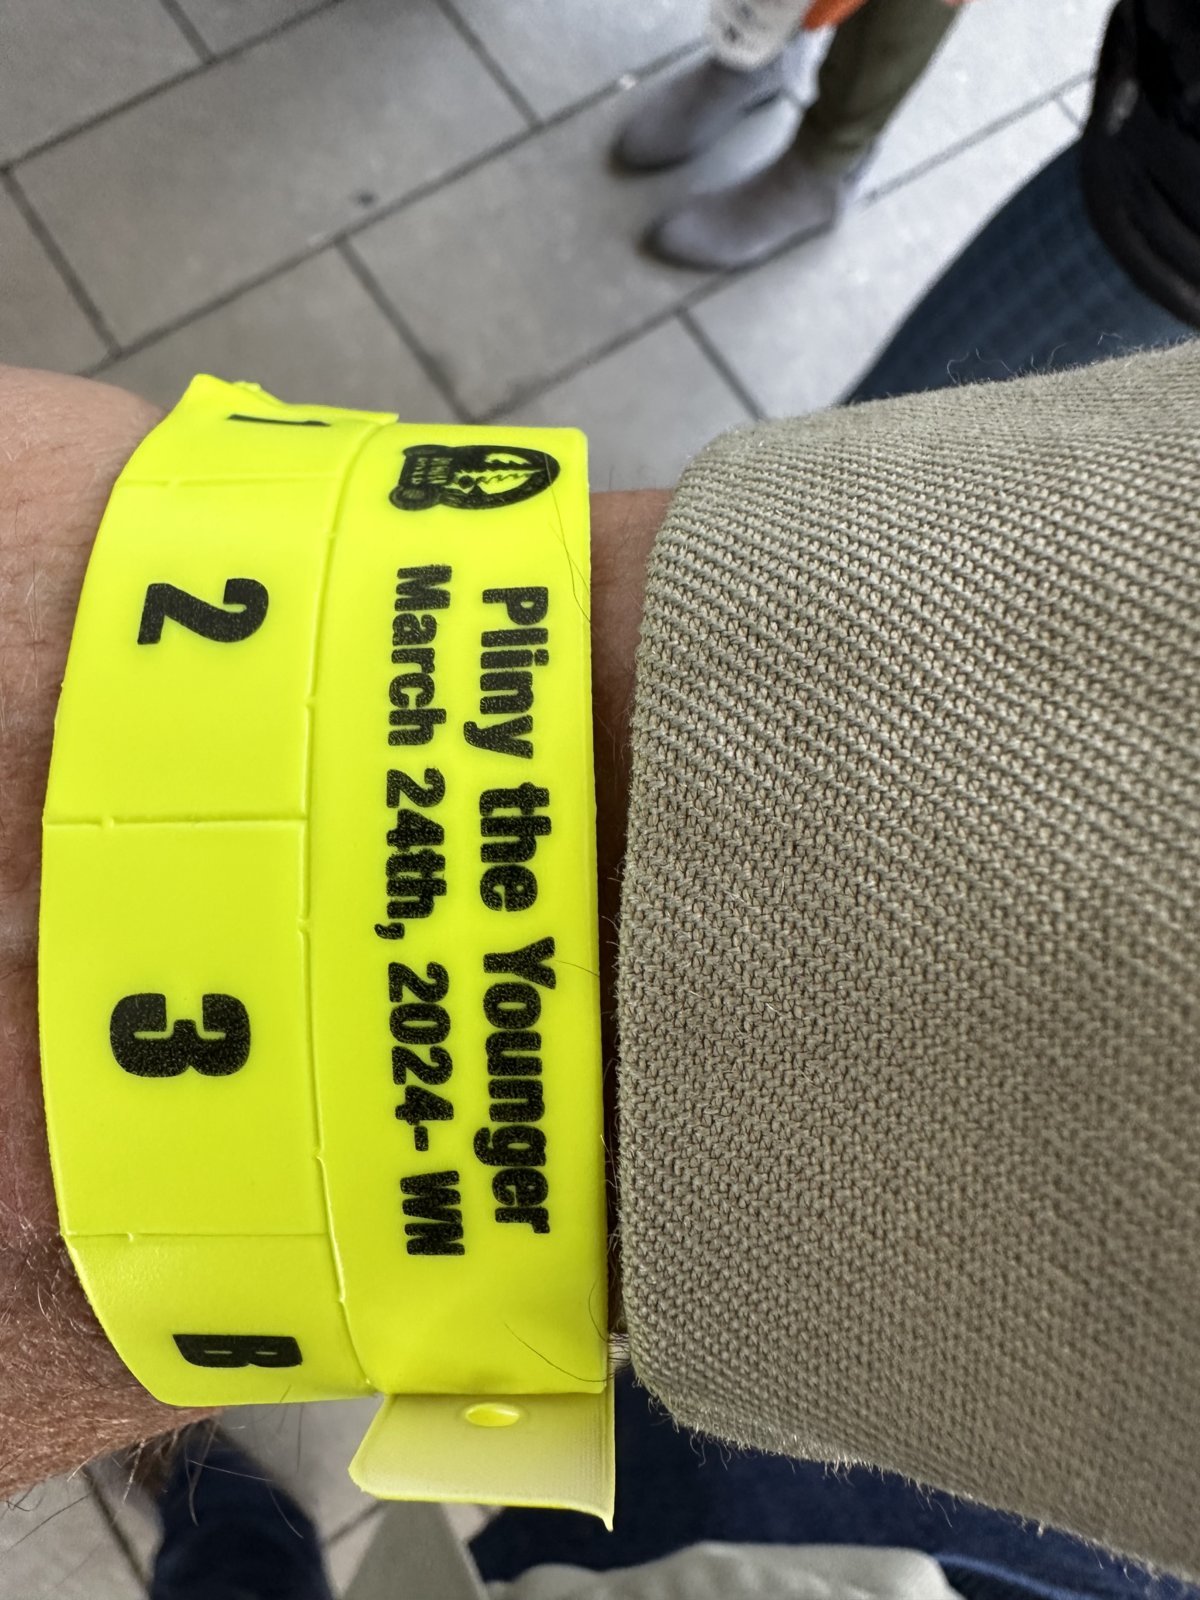 Pliny the Younger
March 24th, 2024- WN
1
2
3
B